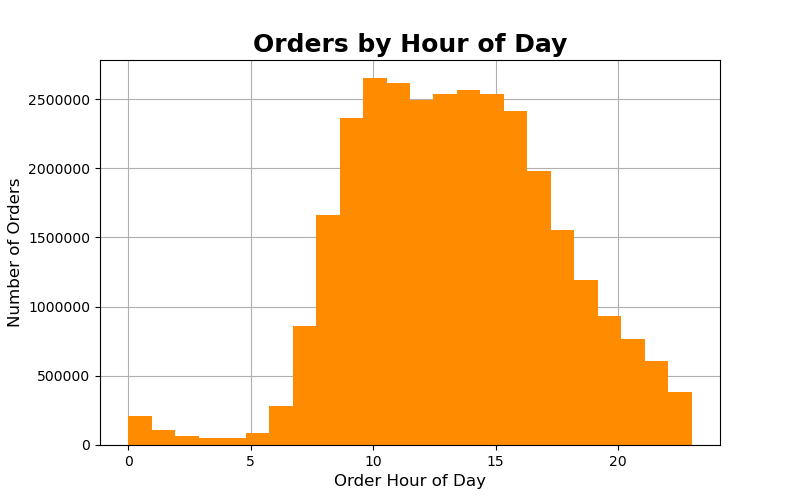 Orders by Hour of Day
Number of Orders
2500000
2000000
1500000
1000000
500000
0
0 5 10 15 20
Order Hour of Day